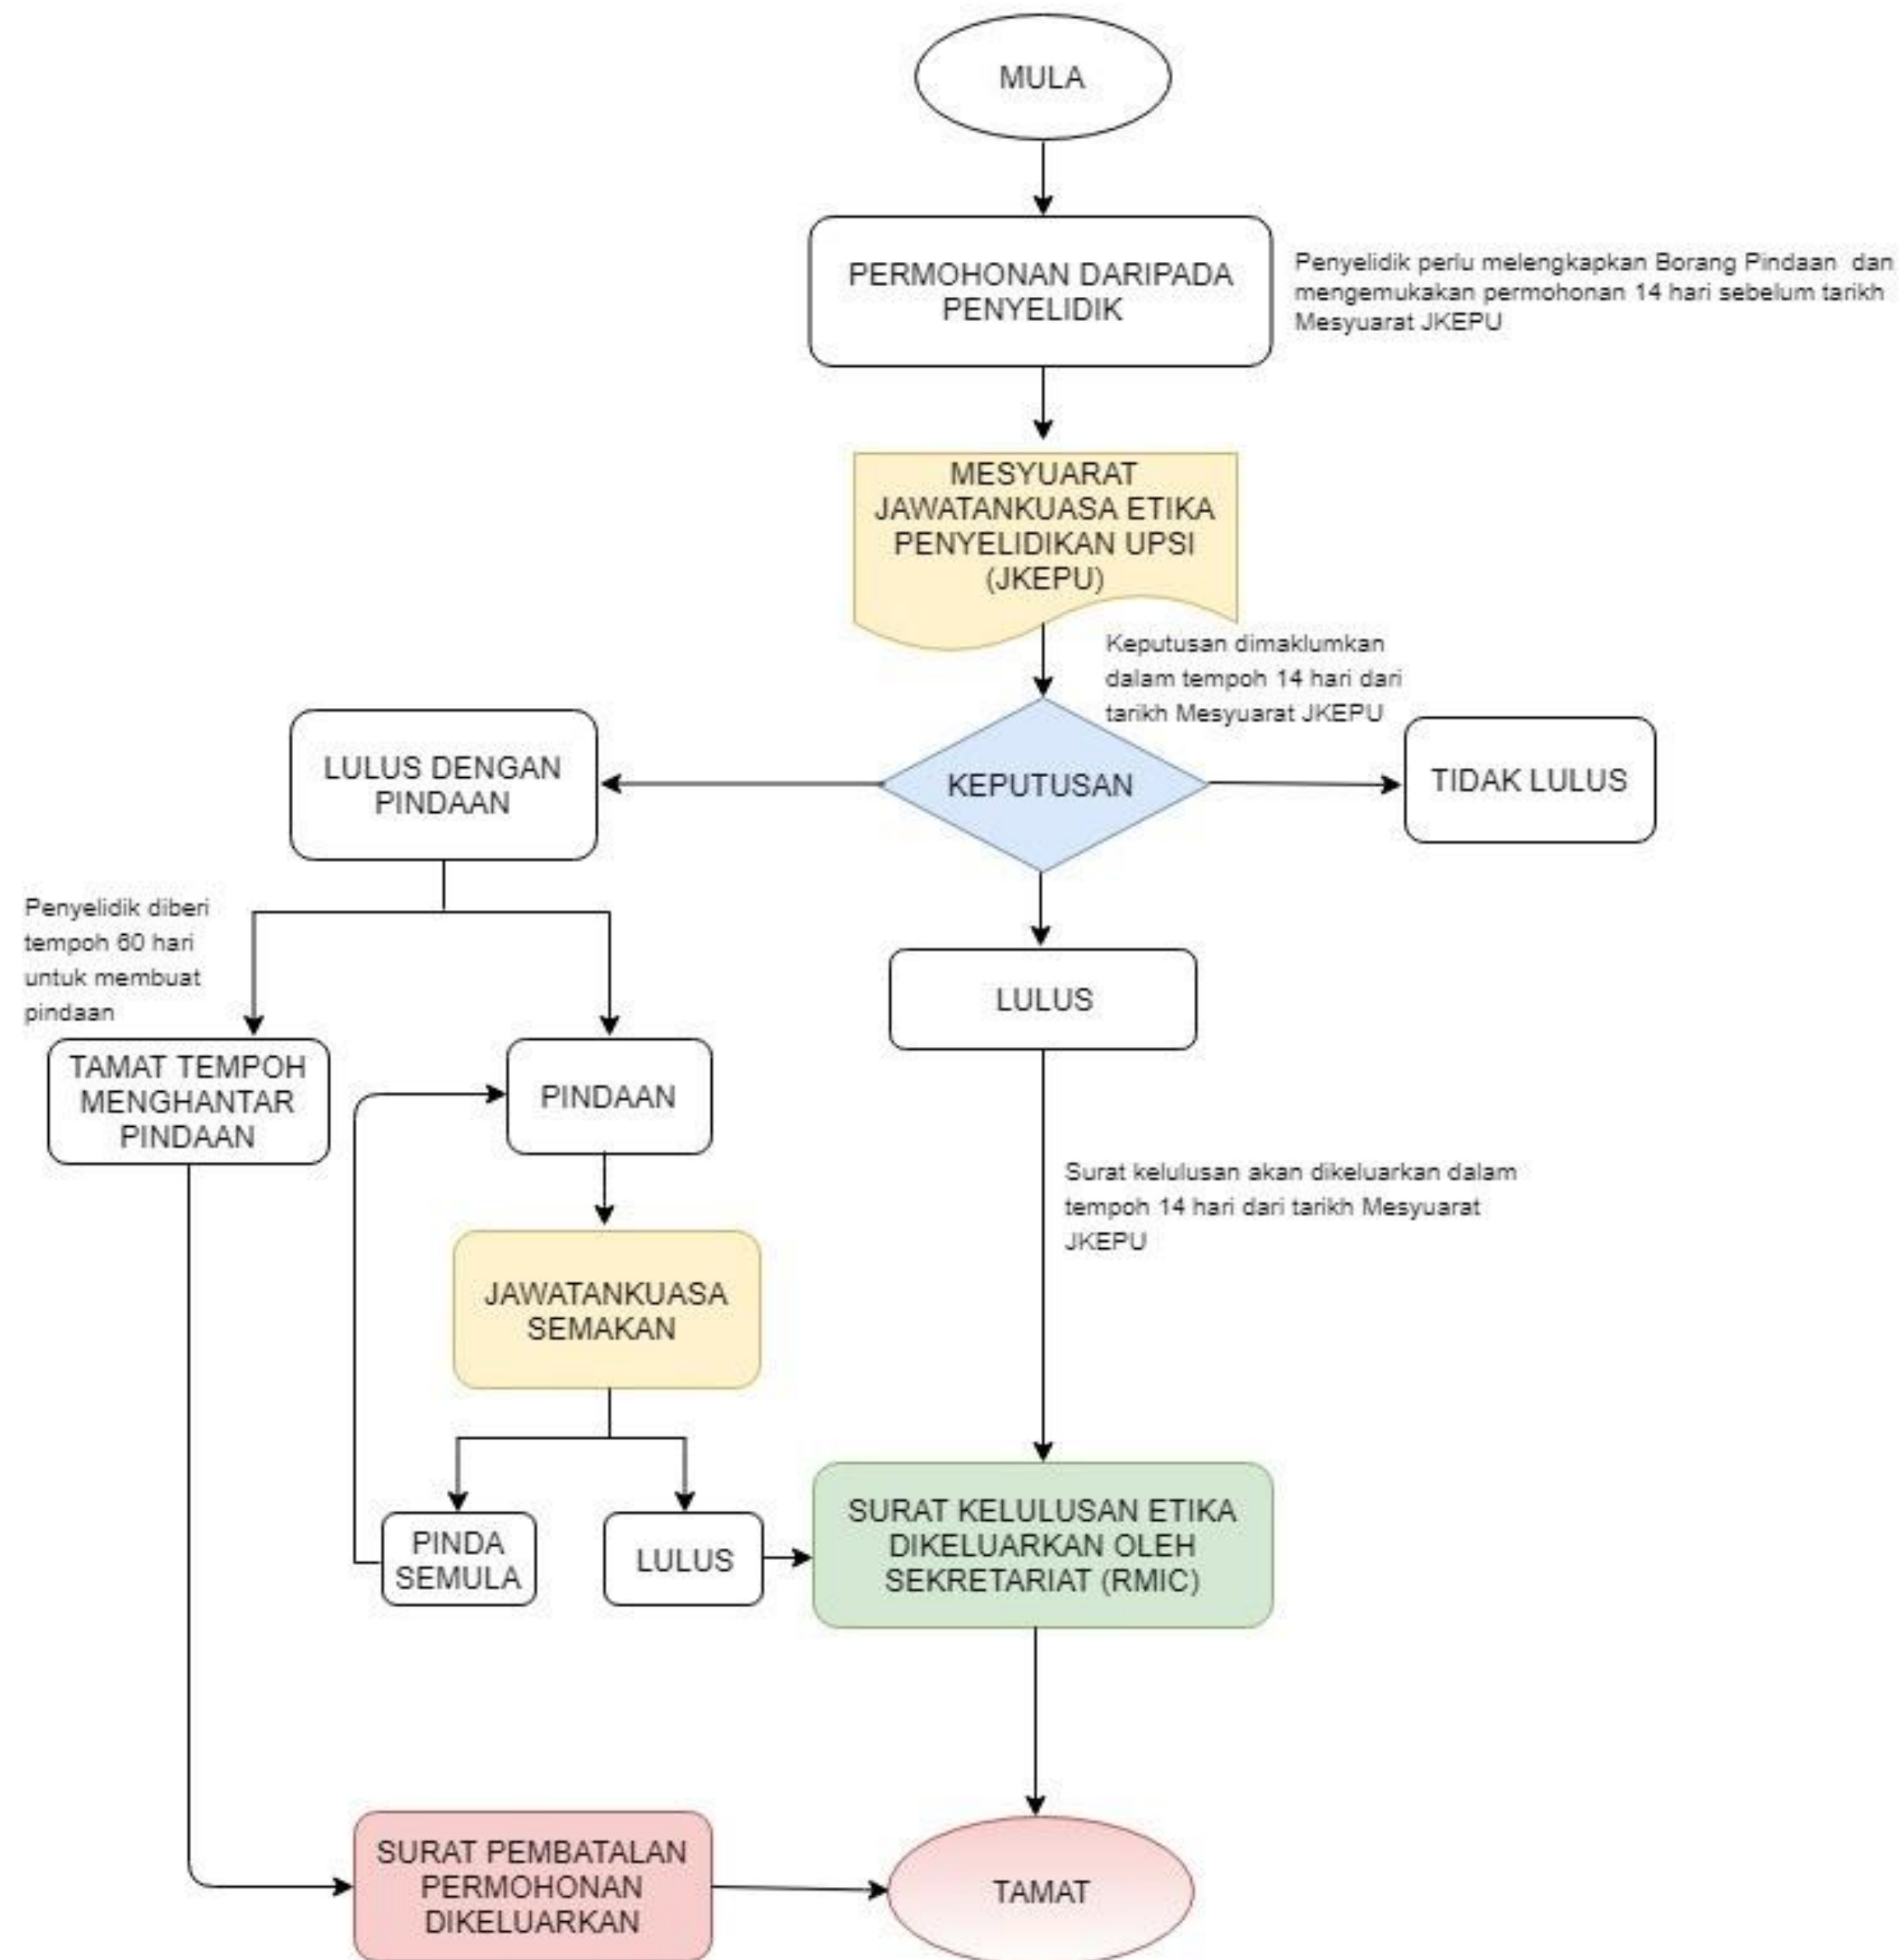 MULA
PERMOHONAN DARIPADA
PENYELIDIK
Penyelidik perlu melengkapkan Borang Pindaan dan
mengemukakan permohonan 14 hari sebelum tarikh
Mesyuarat JKEPU
MESYUARAT
JAWATANKUASA ETIKA
PENYELIDIKAN UPSI
(JKEPU)
Keputusan dimaklumkan
dalam tempoh 14 hari dari
tarikh Mesyuarat JKEPU
LULUS DENGAN
PINDAAN
KEPUTUSAN
TIDAK LULUS
Penyelidik diberi
tempoh 60 hari
untuk membuat
pindaan
LULUS
TAMAT TEMPOH
MENGHANTAR
PINDAAN
PINDAAN
Surat kelulusan akan dikeluarkan dalam
tempoh 14 hari dari tarikh Mesyuarat
JKEPU
JAWATANKUASA
SEMAKAN
PINDA
SEMULA
LULUS
SURAT KELULUSAN ETIKA
DIKELUARKAN OLEH
SEKRETARIAT (RMIC)
SURAT PEMBATALAN
PERMOHONAN
DIKELUARKAN
TAMAT